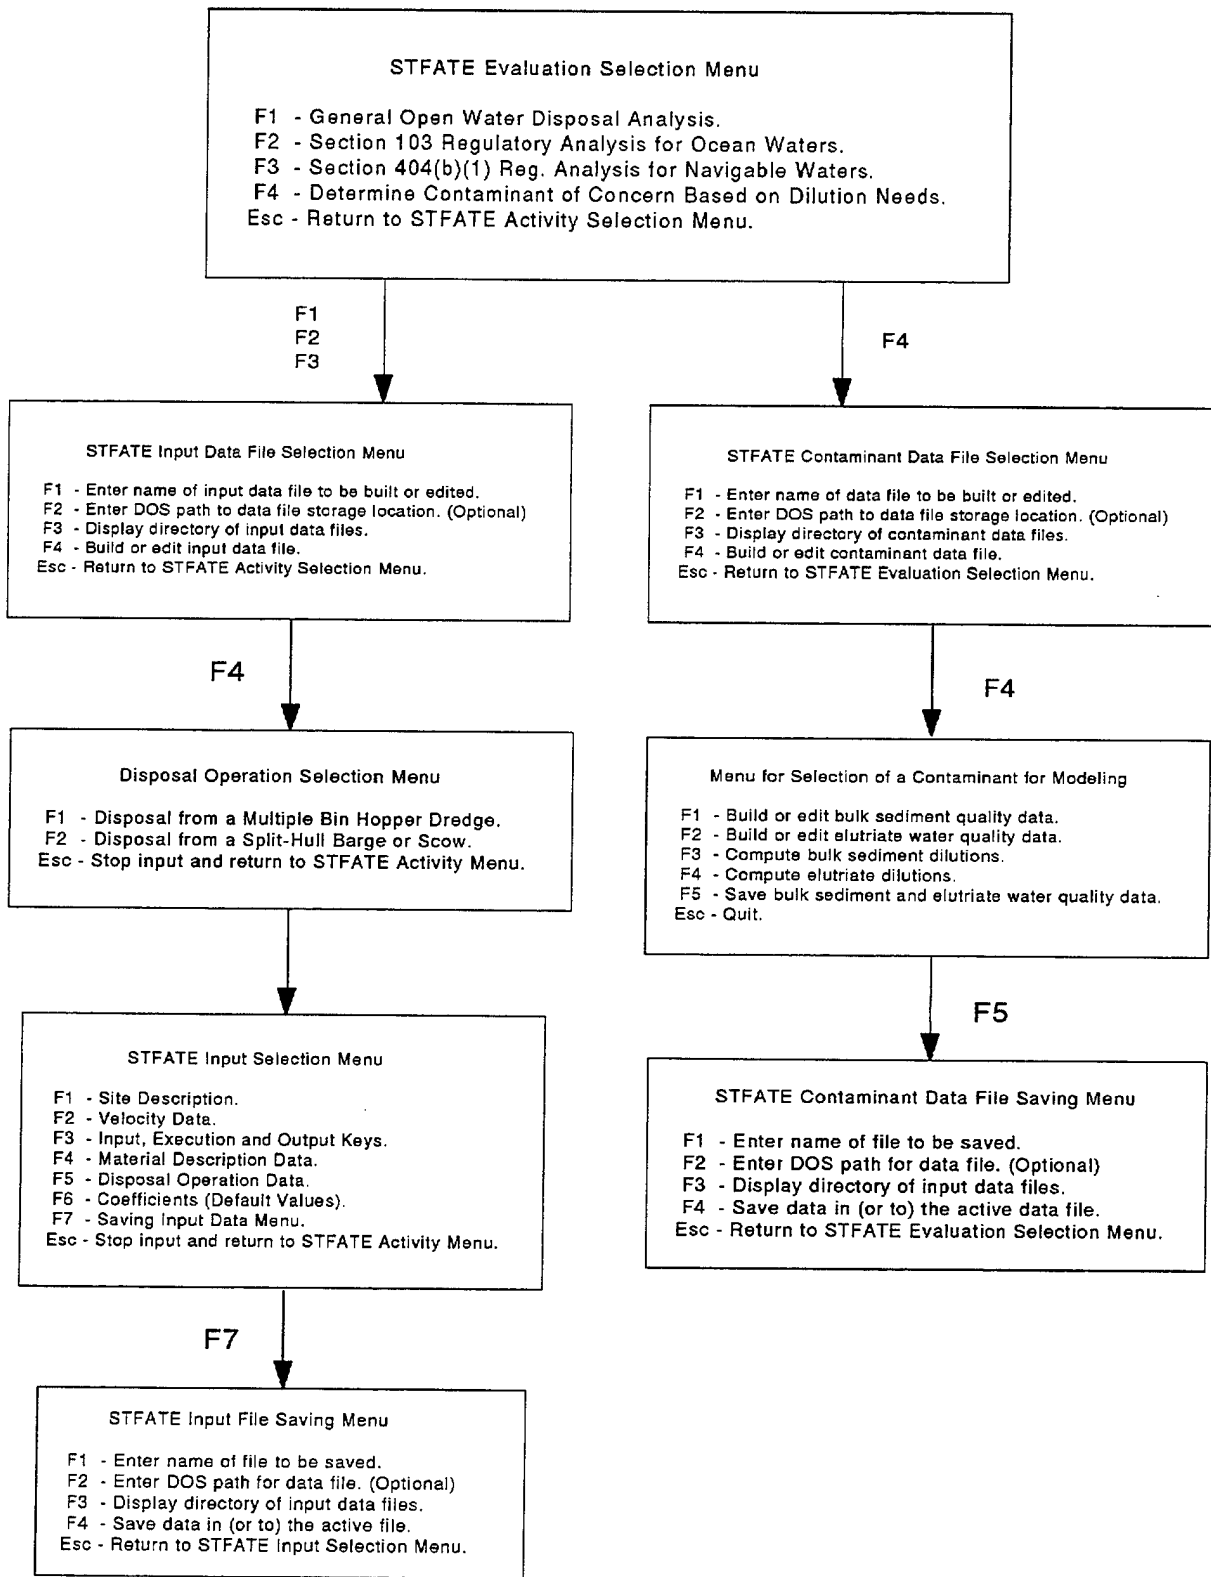 STFATE Evaluation Selection Menu
F1 - General Open Water Disposal Analysis.
F2 - Section 103 Regulatory Analysis for Ocean Waters.
F3 - Section 404(b)(1) Reg. Analysis for Navigable Waters.
F4 - Determine Contaminant of Concern Based on Dilution Needs.
Esc - Return to STFATE Activity Selection Menu.
F1
F2
F3
F4
STFATE Input Data File Selection Menu
F1 - Enter name of input data file to be built or edited.
F2 - Enter DOS path to data file storage location. (Optional)
F3 - Display directory of input data files.
F4 - Build or edit input data file.
Esc - Return to STFATE Activity Selection Menu.
F4
Disposal Operation Selection Menu
F1 - Disposal from a Multiple Bin Hopper Dredge.
F2 - Disposal from a Split-Hull Barge or Scow.
Esc - Stop input and return to STFATE Activity Menu.
STFATE Input Selection Menu
F1 - Site Description.
F2 - Velocity Data.
F3 - Input, Execution and Output Keys.
F4 - Material Description Data.
F5 - Disposal Operation Data.
F6 - Coefficients (Default Values).
F7 - Saving Input Data Menu.
Esc - Stop input and return to STFATE Activity Menu.
F7
STFATE Input File Saving Menu
F1 - Enter name of file to be saved.
F2 - Enter DOS path for data file. (Optional)
F3 - Display directory of input data files.
F4 - Save data in (or to) the active file.
Esc - Return to STFATE Input Selection Menu.
STFATE Contaminant Data File Selection Menu
F1 - Enter name of data file to be built or edited.
F2 - Enter DOS path to data file storage location. (Optional)
F3 - Display directory of contaminant data files.
F4 - Build or edit contaminant data file.
Esc - Return to STFATE Evaluation Selection Menu.
F4
Menu for Selection of a Contaminant for Modeling
F1 - Build or edit bulk sediment quality data.
F2 - Build or edit elutriate water quality data.
F3 - Compute bulk sediment dilutions.
F4 - Compute elutriate dilutions.
F5 - Save bulk sediment and elutriate water quality data.
Esc - Quit.
F5
STFATE Contaminant Data File Saving Menu
F1 - Enter name of file to be saved.
F2 - Enter DOS path for data file. (Optional)
F3 - Display directory of input data files.
F4 - Save data in (or to) the active data file.
Esc - Return to STFATE Evaluation Selection Menu.